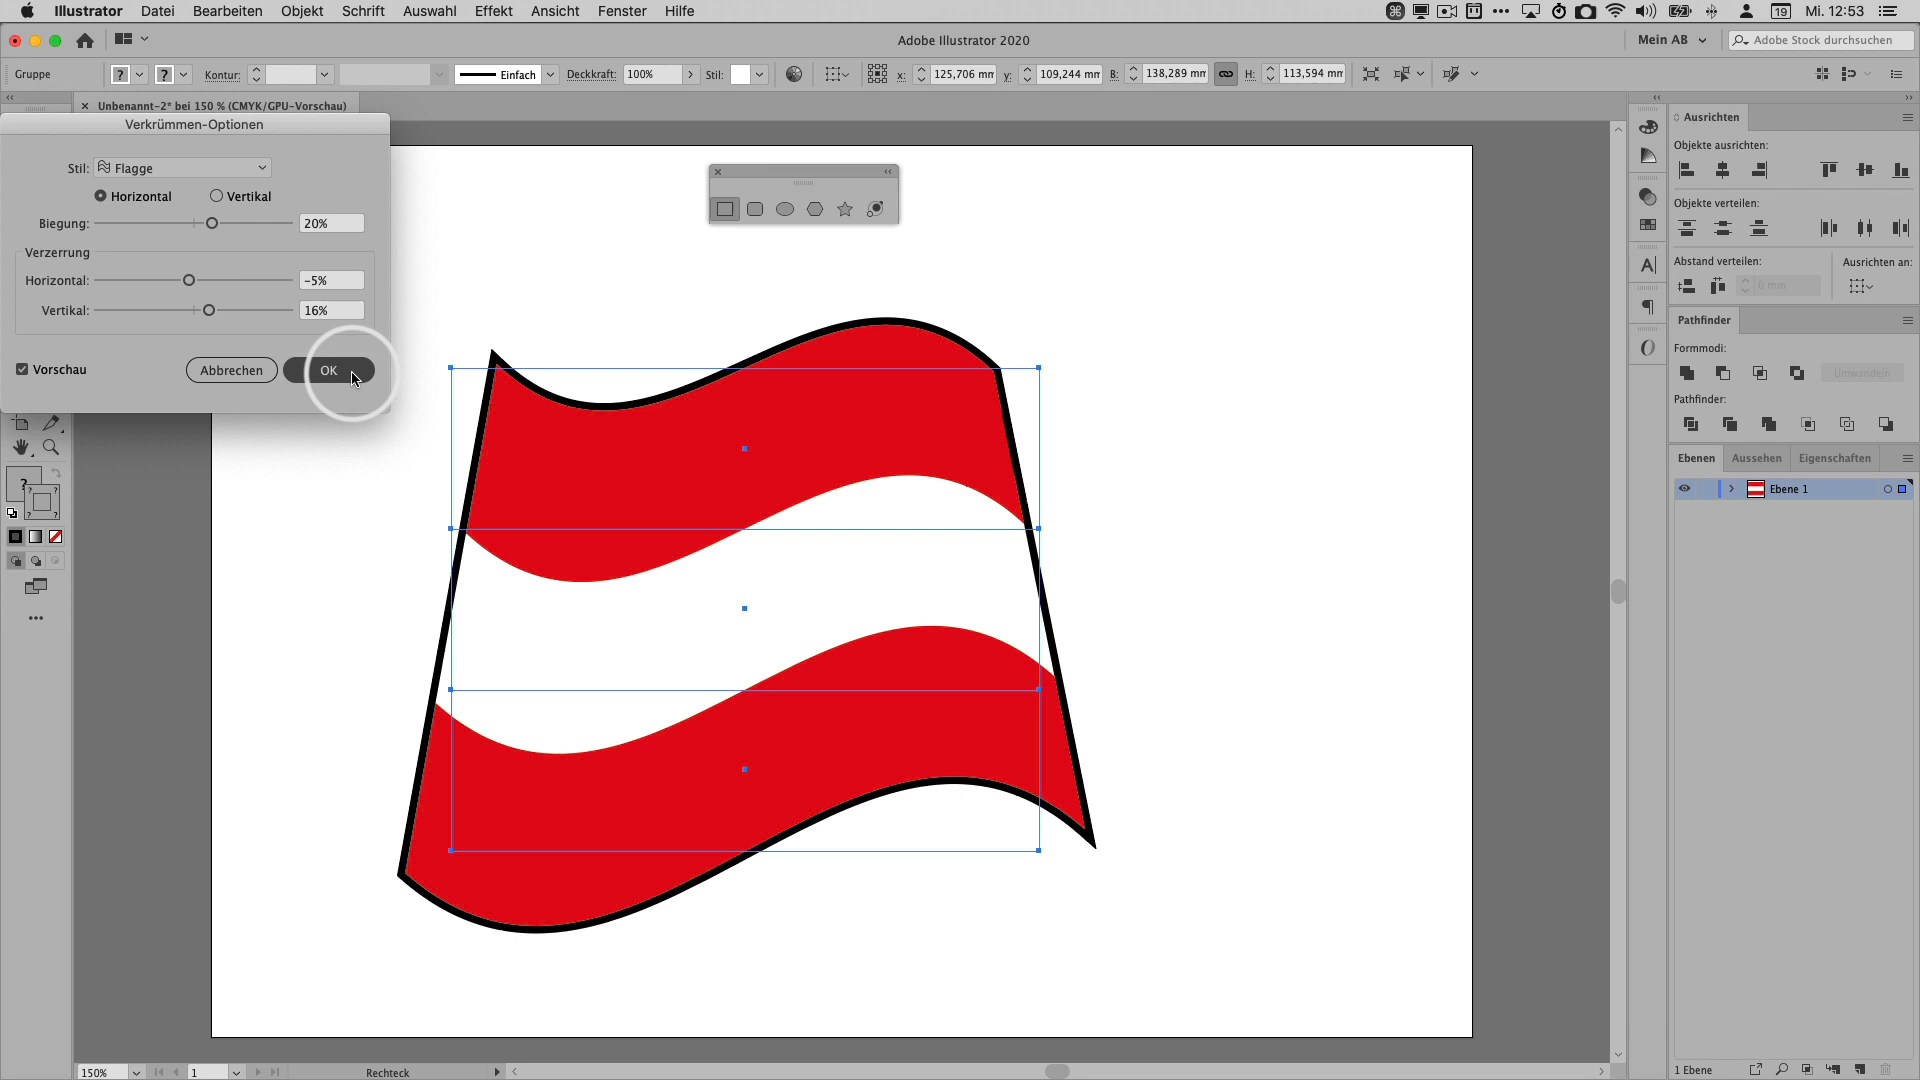 Illustrator Datei Bearbeiten Objekt Schrift Auswahl Effekt Ansicht Fenster Hilfe
19 Mi. 12:53
Adobe Illustrator 2020
Mein AB
Adobe Stock durchsuchen
Gruppe
? ? Kontur: Einfach Deckkraft: 100% Stil: x: 125,706 mm y: 109,244 mm B: 138,289 mm H: 113,594 mm
Unbenannt-2* bei 150 % (CMYK/GPU-Vorschau)
Verkrümmen-Optionen
Stil: Flagge
Horizontal Vertikal
Biegung: 20%
Verzerrung
Horizontal: -5%
Vertikal: 16%
Vorschau Abbrechen OK
?
? ?
? ?
Ausrichten
Objekte ausrichten:
Objekte verteilen:
Abstand verteilen: Ausrichten an:
0 mm
Pathfinder
Formmodi:
Umwandeln
Pathfinder:
Ebenen Aussehen Eigenschaften
Ebene 1
1 Ebene
150% 1 Rechteck